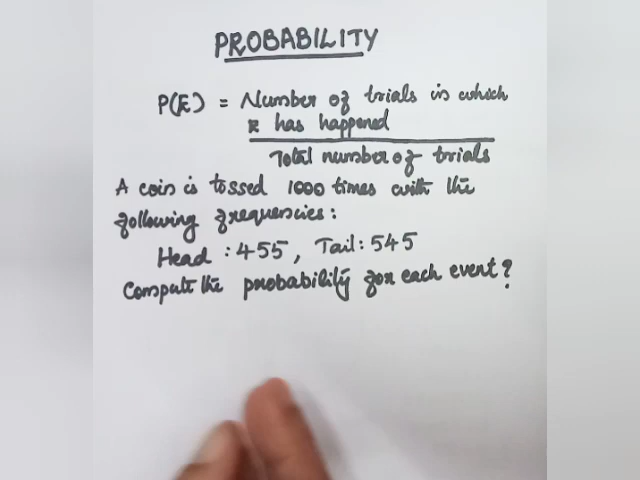 PROBABILITY
P(E) = Number of trials in which
E has happened
Total number of trials
A coin is tossed 1000 times with the
following frequencies:
Head : 455, Tail: 545
Compute the probability for each event?